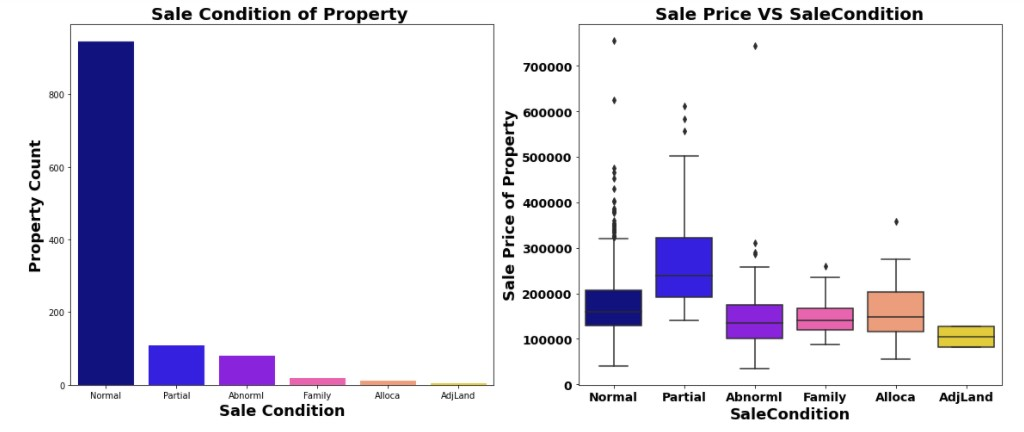 Sale Condition of Property
Property Count
800
600
400
200
0
Normal Partial Abnorml Family Alloca AdjLand
Sale Condition
Sale Price VS SaleCondition
Sale Price of Property
700000
600000
500000
400000
300000
200000
100000
0
Normal Partial Abnorml Family Alloca AdjLand
SaleCondition